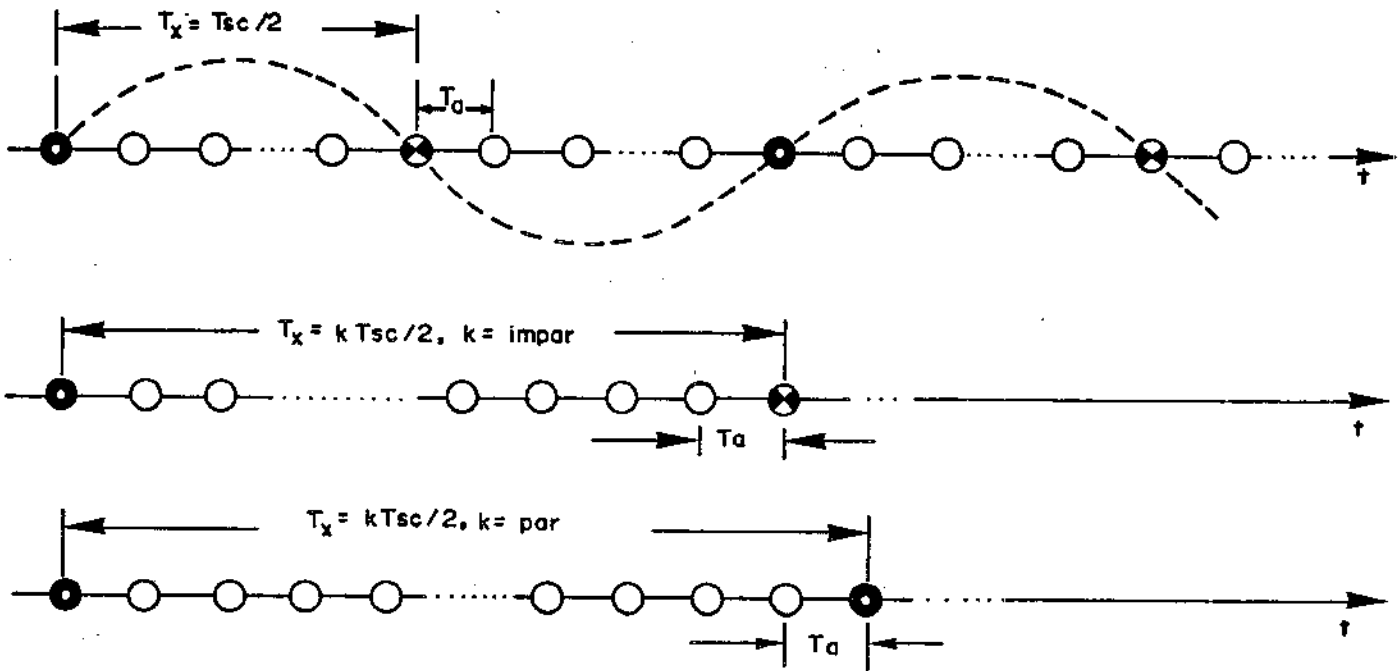 Tx = Tsc/2
Ta
t
Tx = k Tsc/2, k = impar
Ta
t
Tx = kTsc/2, k = par
Ta
t